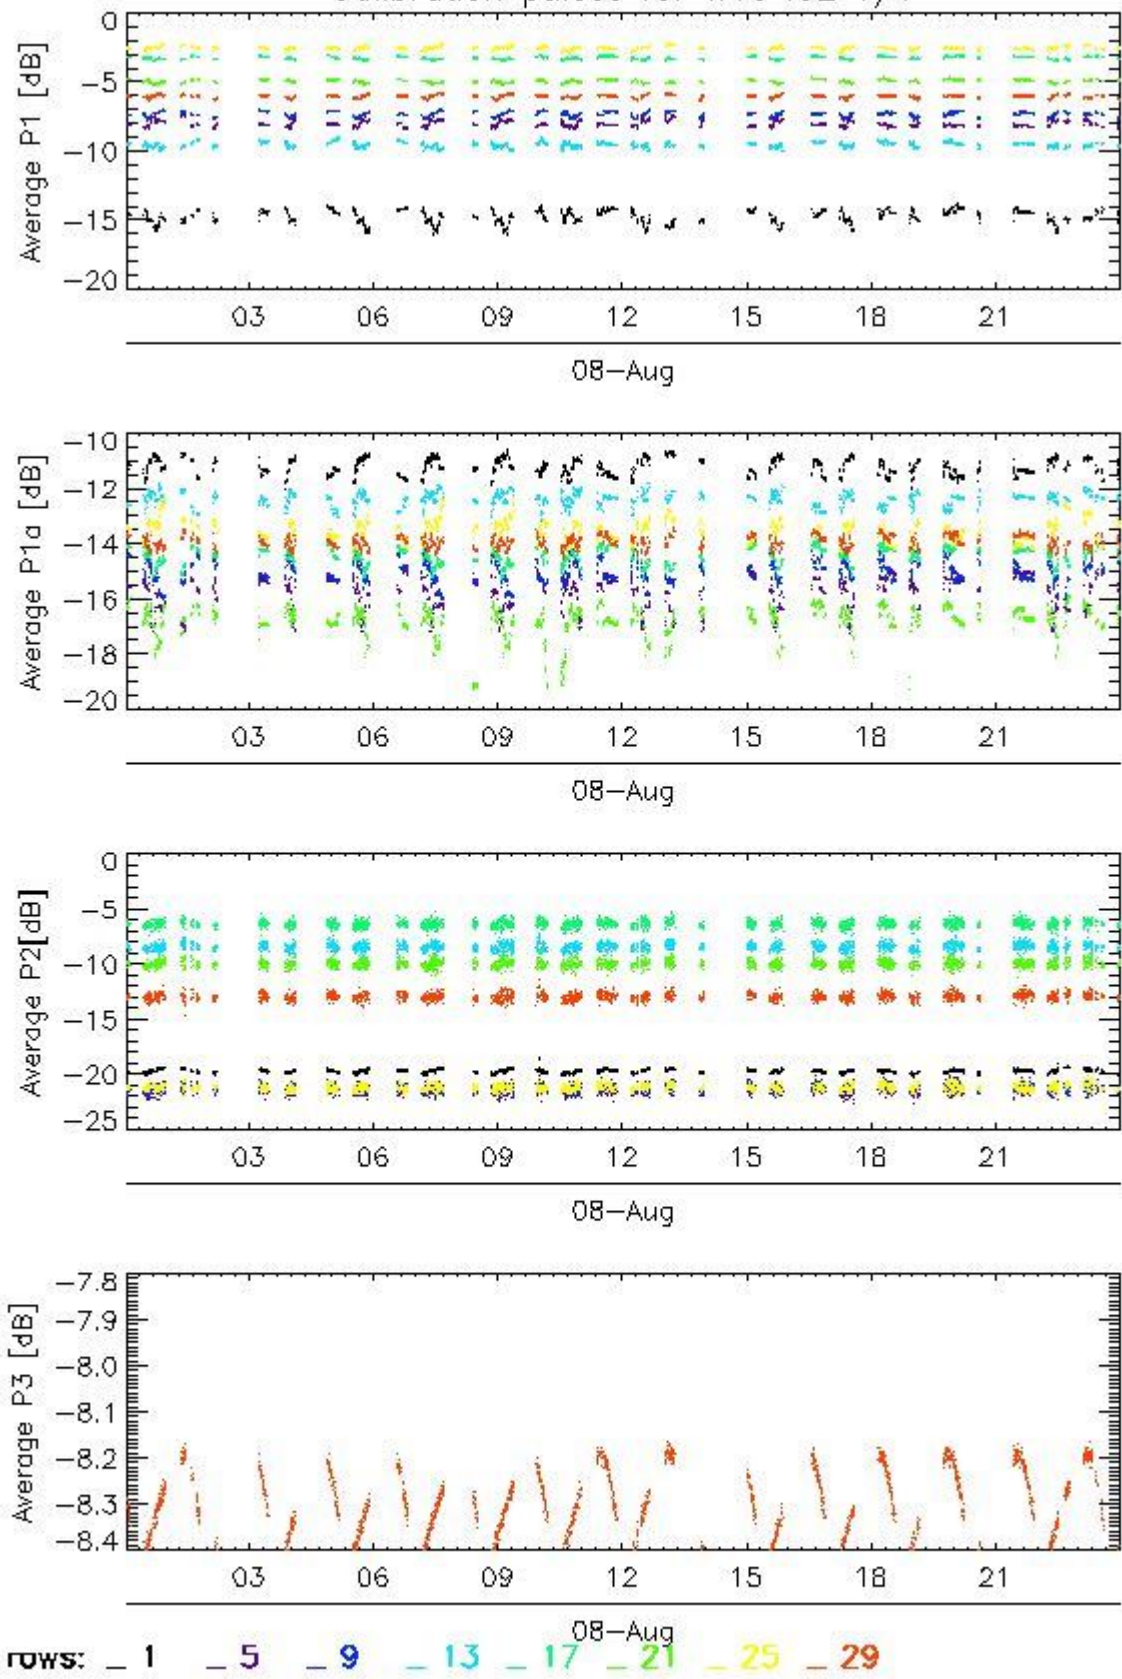 0
−5
−10
−15
−20
Average P1 [dB]
03 06 09 12 15 18 21
08−Aug
−10
−12
−14
−16
−18
−20
Average P1a [dB]
03 06 09 12 15 18 21
08−Aug
0
−5
−10
−15
−20
−25
Average P2[dB]
03 06 09 12 15 18 21
08−Aug
−7.8
−7.9
−8.0
−8.1
−8.2
−8.3
−8.4
Average P3 [dB]
03 06 09 12 15 18 21
08−Aug
rows: _ 1 _ 5 _ 9 _ 13 _ 17 _ 21 _ 25 _ 29